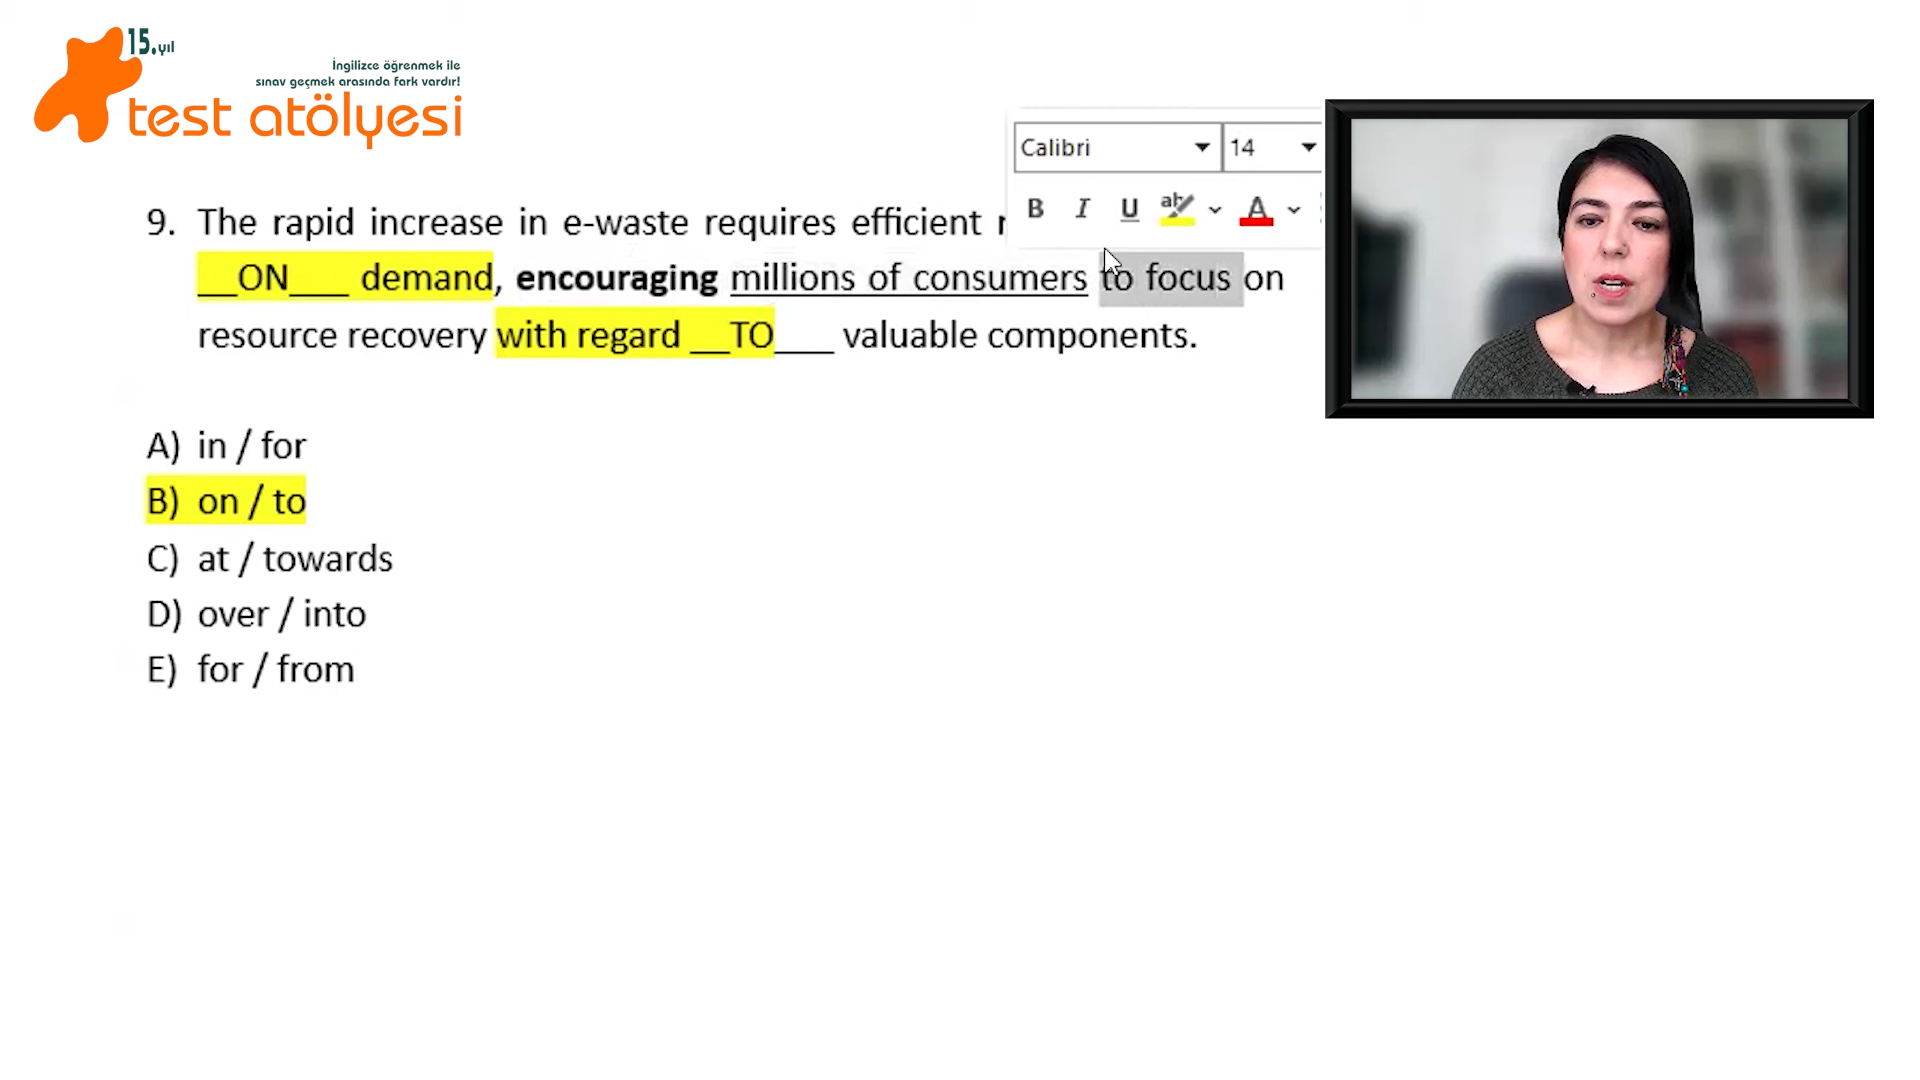 15.yıl
İngilizce öğrenmek ile
sınav geçmek arasında fark vardır!
test atölyesi
Calibri 14
B I U ab A
9. The rapid increase in e-waste requires efficient
__ON___ demand, encouraging millions of consumers to focus on
resource recovery with regard __TO___ valuable components.
A) in / for
B) on / to
C) at / towards
D) over / into
E) for / from